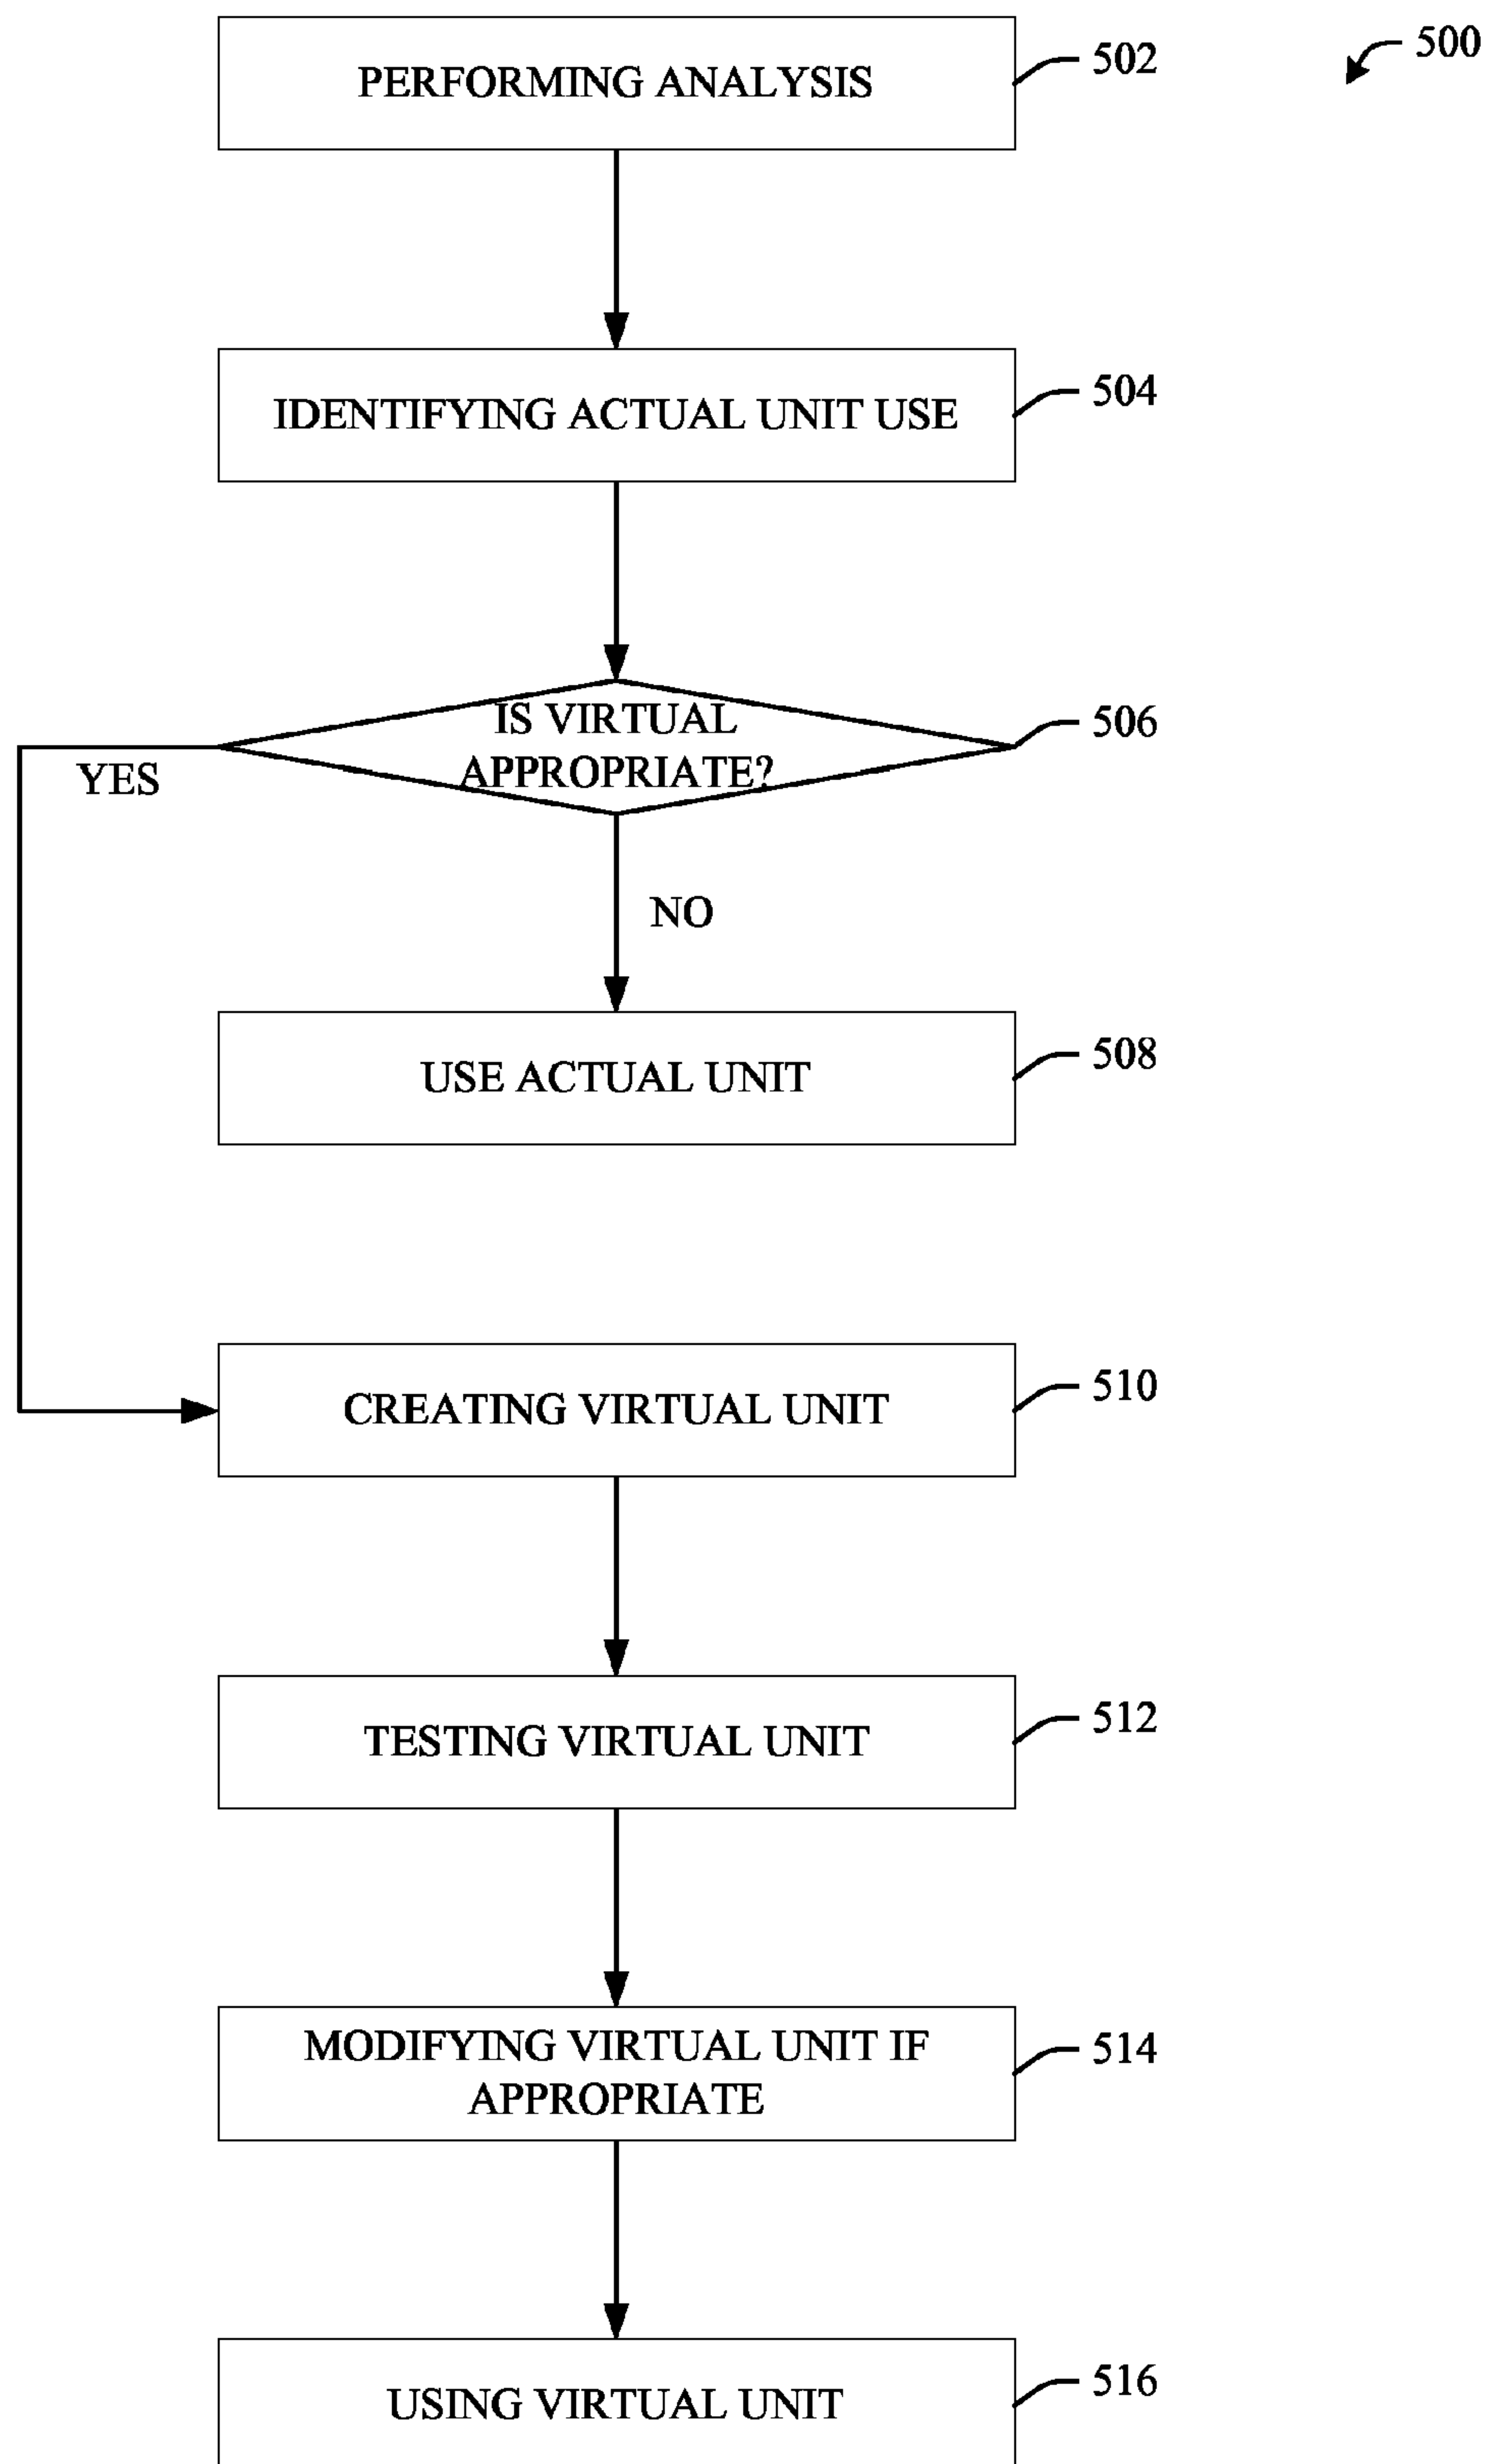 500
PERFORMING ANALYSIS
502
IDENTIFYING ACTUAL UNIT USE
504
IS VIRTUAL
APPROPRIATE?
506
YES
NO
USE ACTUAL UNIT
508
CREATING VIRTUAL UNIT
510
TESTING VIRTUAL UNIT
512
MODIFYING VIRTUAL UNIT IF
APPROPRIATE
514
USING VIRTUAL UNIT
516